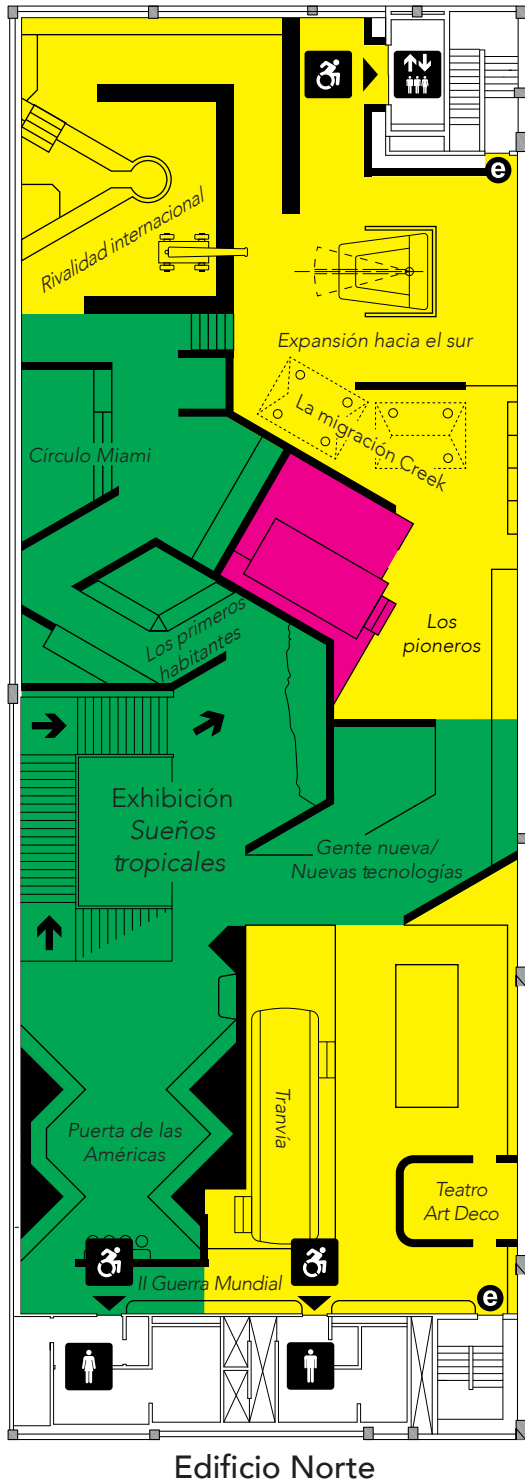 e
Rivalidad internacional
Expansión hacia el sur
La migración Creek
Círculo Miami
Los primeros
habitantes
Los
pioneros
Exhibición
Sueños
tropicales
Gente nueva/
Nuevas tecnologías
Tranvía
Puerta de las
Américas
Teatro
Art Deco
II Guerra Mundial
e
Edificio Norte